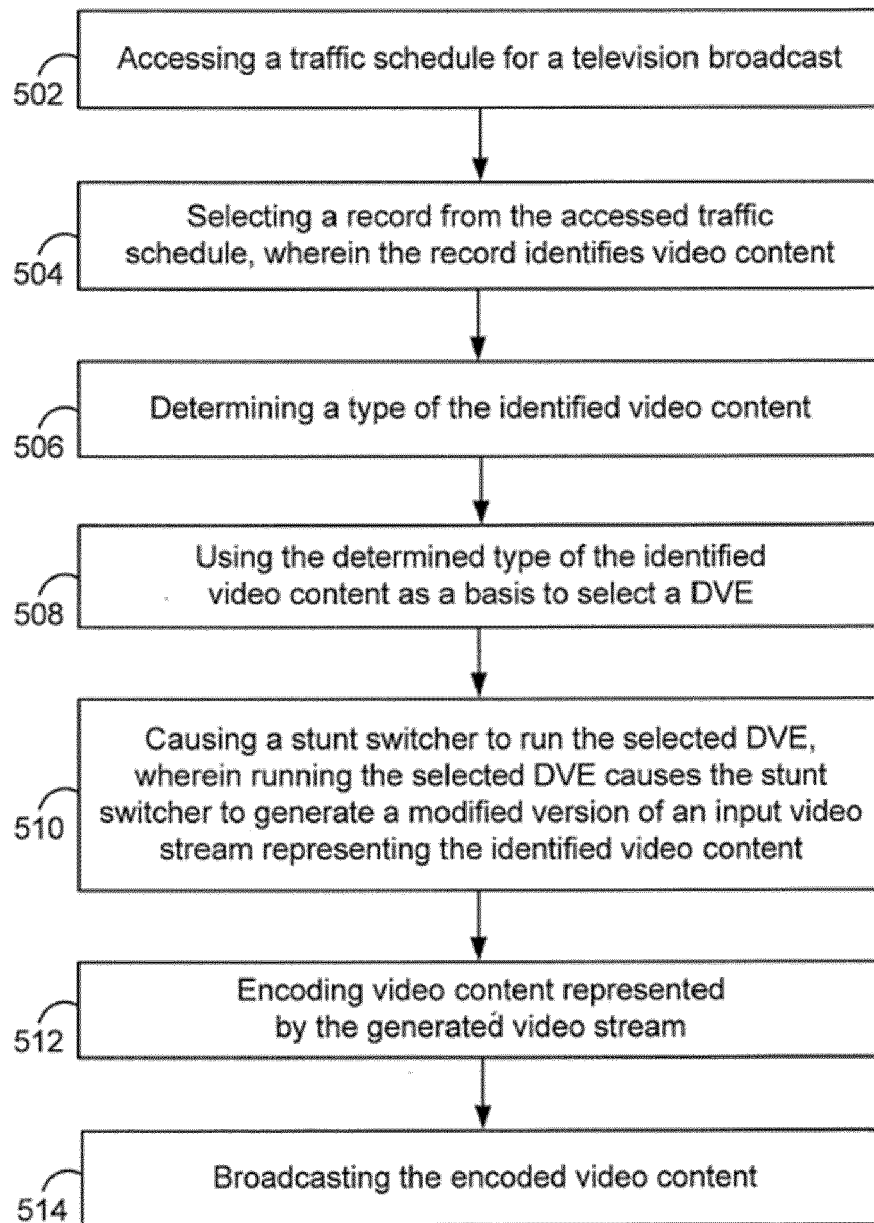 Accessing a traffic schedule for a television broadcast
502
Selecting a record from the accessed traffic
schedule, wherein the record identifies video content
504
Determining a type of the identified video content
506
Using the determined type of the identified
video content as a basis to select a DVE
508
Causing a stunt switcher to run the selected DVE,
wherein running the selected DVE causes the stunt
switcher to generate a modified version of an input video
stream representing the identified video content
510
Encoding video content represented
by the generated video stream
512
Broadcasting the encoded video content
514